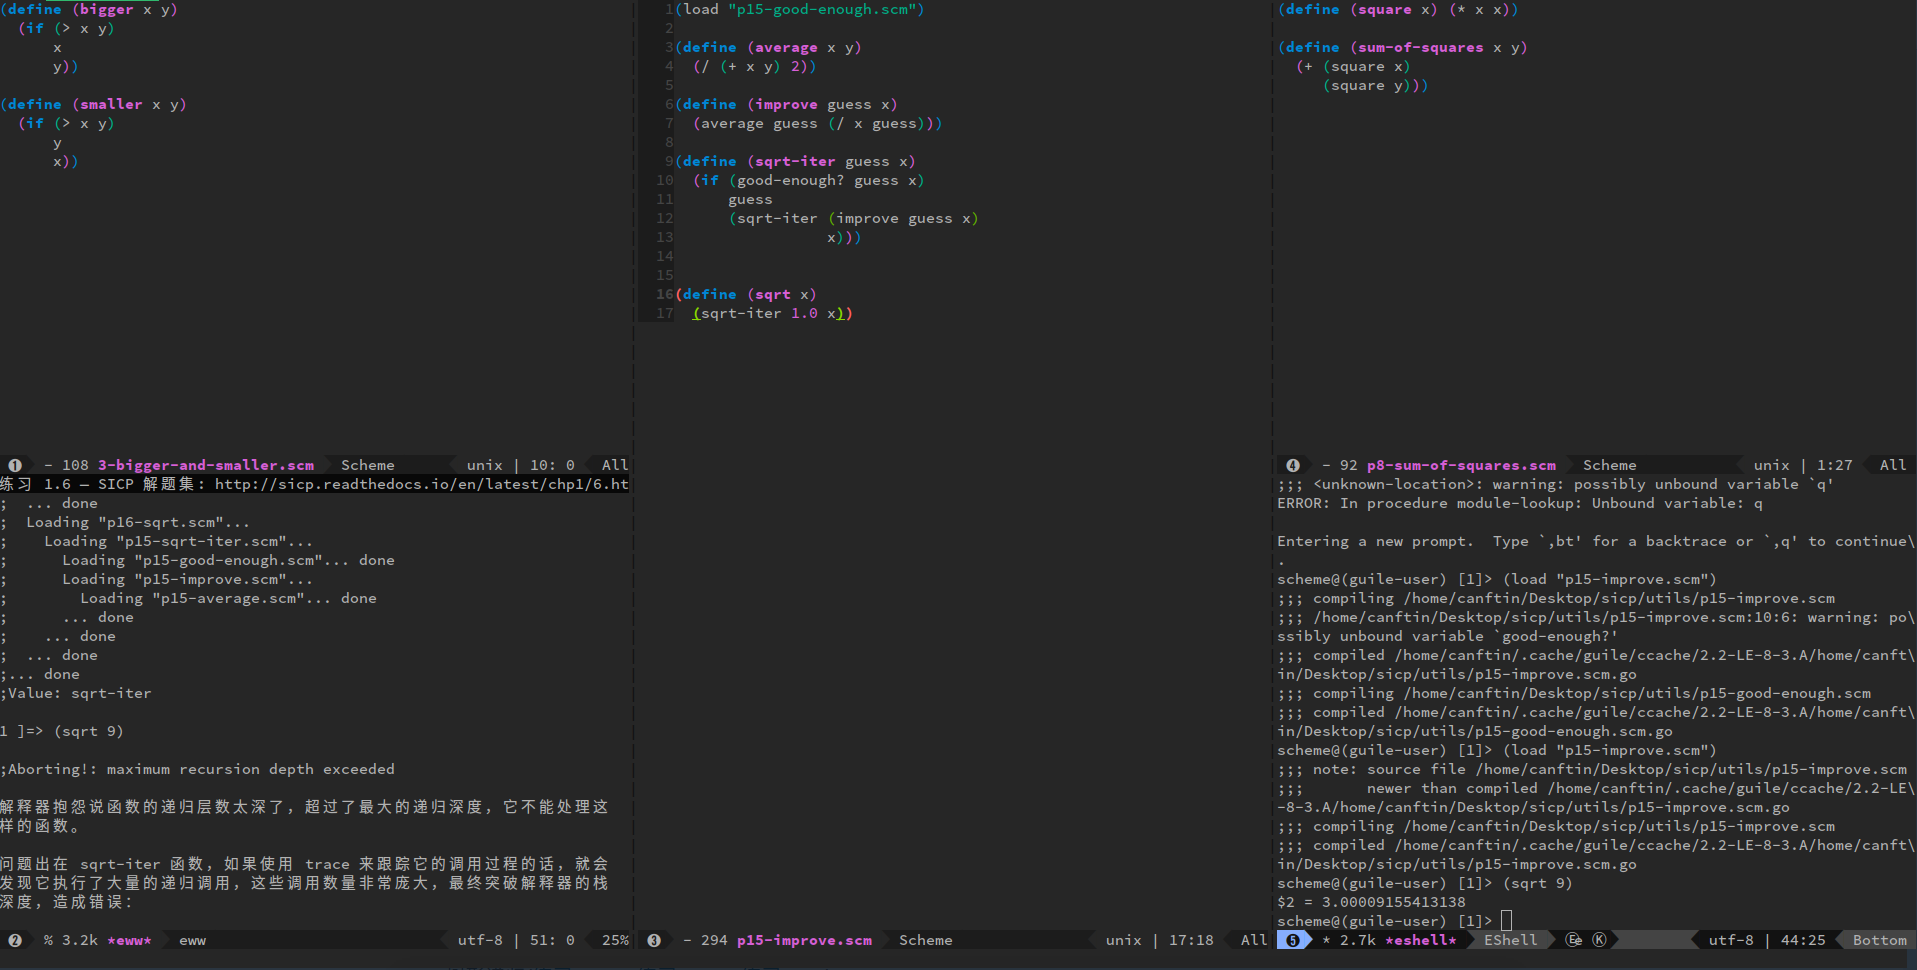 (define (bigger x y)
  (if (> x y)
      x
      y))

(define (smaller x y)
  (if (> x y)
      y
      x))
❶ - 108 3-bigger-and-smaller.scm Scheme unix | 10: 0 All
练习 1.6 — SICP 解题集: http://sicp.readthedocs.io/en/latest/chp1/6.ht
;  ... done
;  Loading "p16-sqrt.scm"...
;    Loading "p15-sqrt-iter.scm"...
;      Loading "p15-good-enough.scm"... done
;      Loading "p15-improve.scm"...
;        Loading "p15-average.scm"... done
;      ... done
;    ... done
;  ... done
;... done
;Value: sqrt-iter

1 ]=> (sqrt 9)

;Aborting!: maximum recursion depth exceeded

解释器抱怨说函数的递归层数太深了，超过了最大的递归深度，它不能处理这
样的函数。

问题出在 sqrt-iter 函数，如果使用 trace 来跟踪它的调用过程的话，就会
发现它执行了大量的递归调用，这些调用数量非常庞大，最终突破解释器的栈
深度，造成错误：
❷ % 3.2k *eww* eww utf-8 | 51: 0 25%
1 (load "p15-good-enough.scm")
2
3 (define (average x y)
4   (/ (+ x y) 2))
5
6 (define (improve guess x)
7   (average guess (/ x guess)))
8
9 (define (sqrt-iter guess x)
10   (if (good-enough? guess x)
11       guess
12       (sqrt-iter (improve guess x)
13                  x)))
14
15
16 (define (sqrt x)
17   (sqrt-iter 1.0 x))
❸ - 294 p15-improve.scm Scheme unix | 17:18 All
(define (square x) (* x x))

(define (sum-of-squares x y)
  (+ (square x)
     (square y)))
❹ - 92 p8-sum-of-squares.scm Scheme unix | 1:27 All
;;; <unknown-location>: warning: possibly unbound variable `q'
ERROR: In procedure module-lookup: Unbound variable: q

Entering a new prompt.  Type `,bt' for a backtrace or `,q' to continue\
.
scheme@(guile-user) [1]> (load "p15-improve.scm")
;;; compiling /home/canftin/Desktop/sicp/utils/p15-improve.scm
;;; /home/canftin/Desktop/sicp/utils/p15-improve.scm:10:6: warning: po\
ssibly unbound variable `good-enough?'
;;; compiled /home/canftin/.cache/guile/ccache/2.2-LE-8-3.A/home/canft\
in/Desktop/sicp/utils/p15-improve.scm.go
;;; compiling /home/canftin/Desktop/sicp/utils/p15-good-enough.scm
;;; compiled /home/canftin/.cache/guile/ccache/2.2-LE-8-3.A/home/canft\
in/Desktop/sicp/utils/p15-good-enough.scm.go
scheme@(guile-user) [1]> (load "p15-improve.scm")
;;; note: source file /home/canftin/Desktop/sicp/utils/p15-improve.scm
;;;       newer than compiled /home/canftin/.cache/guile/ccache/2.2-LE\
-8-3.A/home/canftin/Desktop/sicp/utils/p15-improve.scm.go
;;; compiling /home/canftin/Desktop/sicp/utils/p15-improve.scm
;;; compiled /home/canftin/.cache/guile/ccache/2.2-LE-8-3.A/home/canft\
in/Desktop/sicp/utils/p15-improve.scm.go
scheme@(guile-user) [1]> (sqrt 9)
$2 = 3.00009155413138
scheme@(guile-user) [1]>
❺ * 2.7k *eshell* EShell Ⓔe Ⓚ utf-8 | 44:25 Bottom